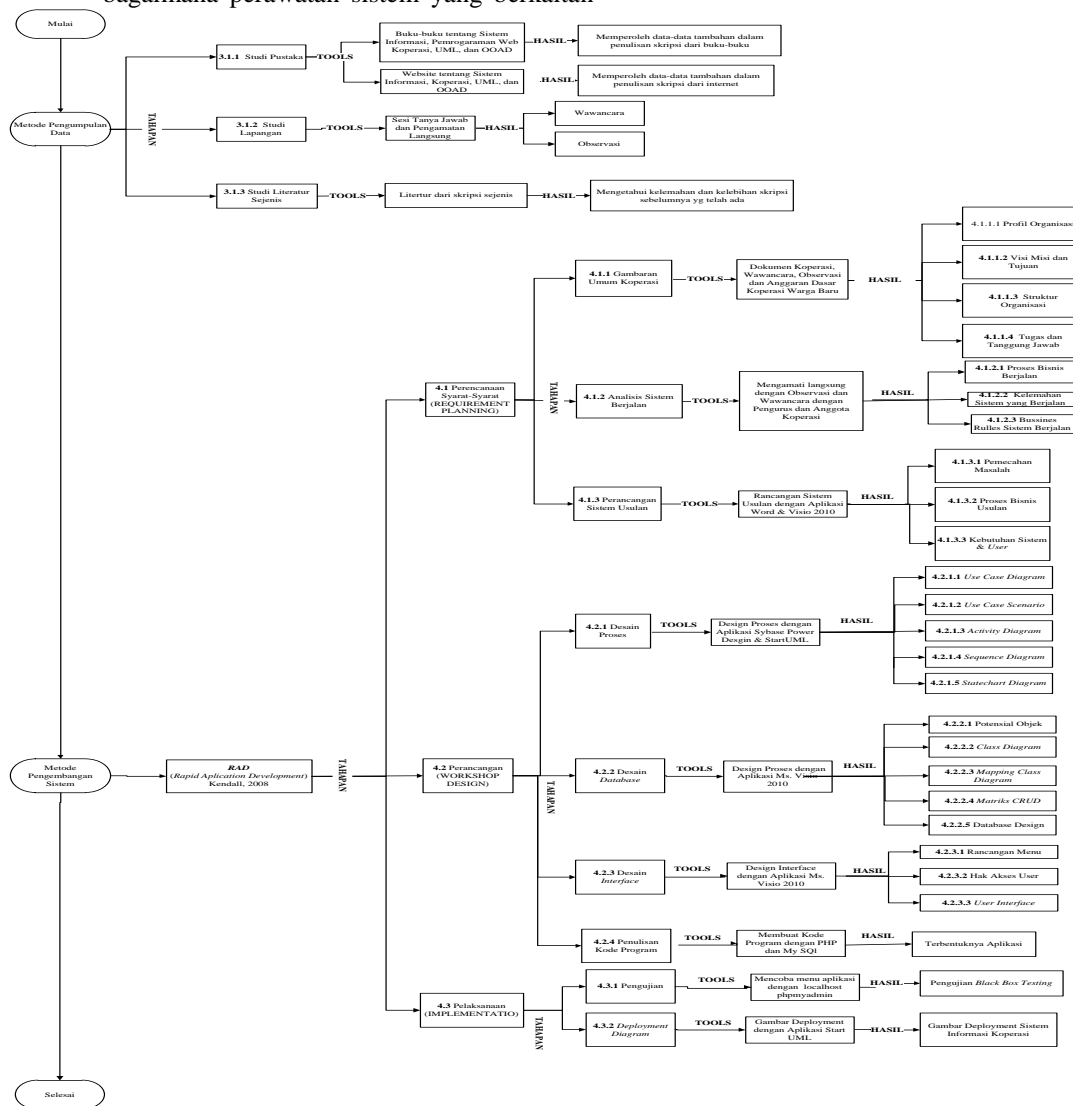 bagaimana perawatan sistem yang berkaitan
Mulai
Metode Pengumpulan
Data
TAHAPAN
3.1.1 Studi Pustaka
TOOLS
Buku-buku tentang Sistem
Informasi, Pemrogaraman Web
Koperasi, UML, dan OOAD
HASIL
Memperoleh data-data tambahan dalam
penulisan skripsi dari buku-buku
Website tentang Sistem
Informasi, Koperasi, UML, dan
OOAD
.HASIL
Memperoleh data-data tambahan dalam
penulisan skripsi dari internet
3.1.2 Studi
Lapangan
TOOLS
Sesi Tanya Jawab
dan Pengamatan
Langsung
HASIL
Wawancara
Observasi
3.1.3 Studi Literatur
Sejenis
TOOLS
Litertur dari skripsi sejenis
HASIL
Mengetahui kelemahan dan kelebihan skripsi
sebelumnya yg telah ada
Metode
Pengembangan
Sistem
RAD
(Rapid Aplication Development)
Kendall, 2008
TAHAPAN
4.1 Perencanaan
Syarat-Syarat
(REQUIREMENT
PLANNING)
TAHAPAN
4.1.1 Gambaran
Umum Koperasi
TOOLS
Dokumen Koperasi,
Wawancara, Observasi
dan Anggaran Dasar
Koperasi Warga Baru
HASIL
4.1.1.1 Profil Organisasi
4.1.1.2 Visi Misi dan
Tujuan
4.1.1.3 Struktur
Organisasi
4.1.1.4 Tugas dan
Tanggung Jawab
4.1.2 Analisis Sistem
Berjalan
TOOLS
Mengamati langsung
dengan Observasi dan
Wawancara dengan
Pengurus dan Anggota
Koperasi
HASIL
4.1.2.1 Proses Bisnis
Berjalan
4.1.2.2 Kelemahan
Sistem yang Berjalan
4.1.2.3 Bussines
Rulles Sistem Berjalan
4.1.3 Perancangan
Sistem Usulan
TOOLS
Rancangan Sistem
Usulan dengan Aplikasi
Word & Visio 2010
HASIL
4.1.3.1 Pemecahan
Masalah
4.1.3.2 Proses Bisnis
Usulan
4.1.3.3 Kebutuhan Sistem
& User
4.2 Perancangan
(WORKSHOP
DESIGN)
TAHAPAN
4.2.1 Desain
Proses
TOOLS
Design Proses dengan
Aplikasi Sybase Power
Desgin & StartUML
HASIL
4.2.1.1 Use Case Diagram
4.2.1.2 Use Case Scenario
4.2.1.3 Activity Diagram
4.2.1.4 Sequence Diagram
4.2.1.5 Statechart Diagram
4.2.2 Desain
Database
TOOLS
Design Proses dengan
Aplikasi Ms. Visio
2010
HASIL
4.2.2.1 Potensial Objek
4.2.2.2 Class Diagram
4.2.2.3 Mapping Class
Diagram
4.2.2.4 Matriks CRUD
4.2.2.5 Database Design
4.2.3 Desain
Interface
TOOLS
Design Interface
dengan Aplikasi Ms.
Visio 2010
HASIL
4.2.3.1 Rancangan Menu
4.2.3.2 Hak Akses User
4.2.3.3 User Interface
4.2.4 Penulisan
Kode Program
TOOLS
Membuat Kode
Program dengan PHP
dan My SQl
HASIL
Terbentuknya Aplikasi
4.3 Pelaksanaan
(IMPLEMENTATIO)
TAHAPAN
4.3.1 Pengujian
TOOLS
Mencoba menu aplikasi
dengan localhost
phpmyadmin
HASIL
Pengujian Black Box Testing
4.3.2 Deployment
Diagram
TOOLS
Gambar Deployment
dengan Aplikasi Start
UML
HASIL
Gambar Deployment Sistem
Informasi Koperasi
Selesai